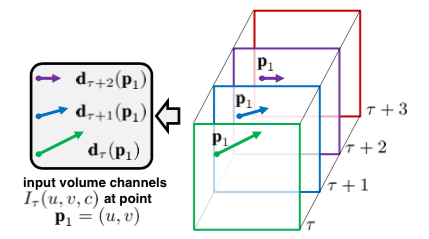 d_{τ+2}(p_1)
d_{τ+1}(p_1)
d_τ(p_1)
input volume channels
I_τ(u, v, c) at point
p_1 = (u, v)
p_1
p_1
p_1
τ + 3
τ + 2
τ + 1
τ